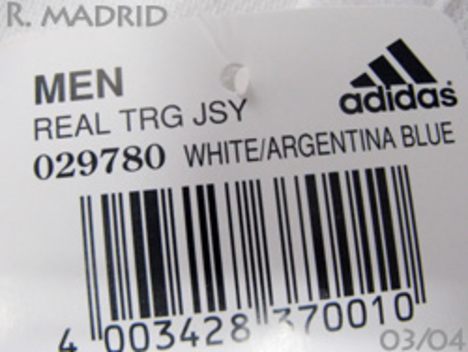 R. MADRID
MEN
adidas
REAL TRG JSY
029780 WHITE/ARGENTINA BLUE
4 003428 370010
03/04